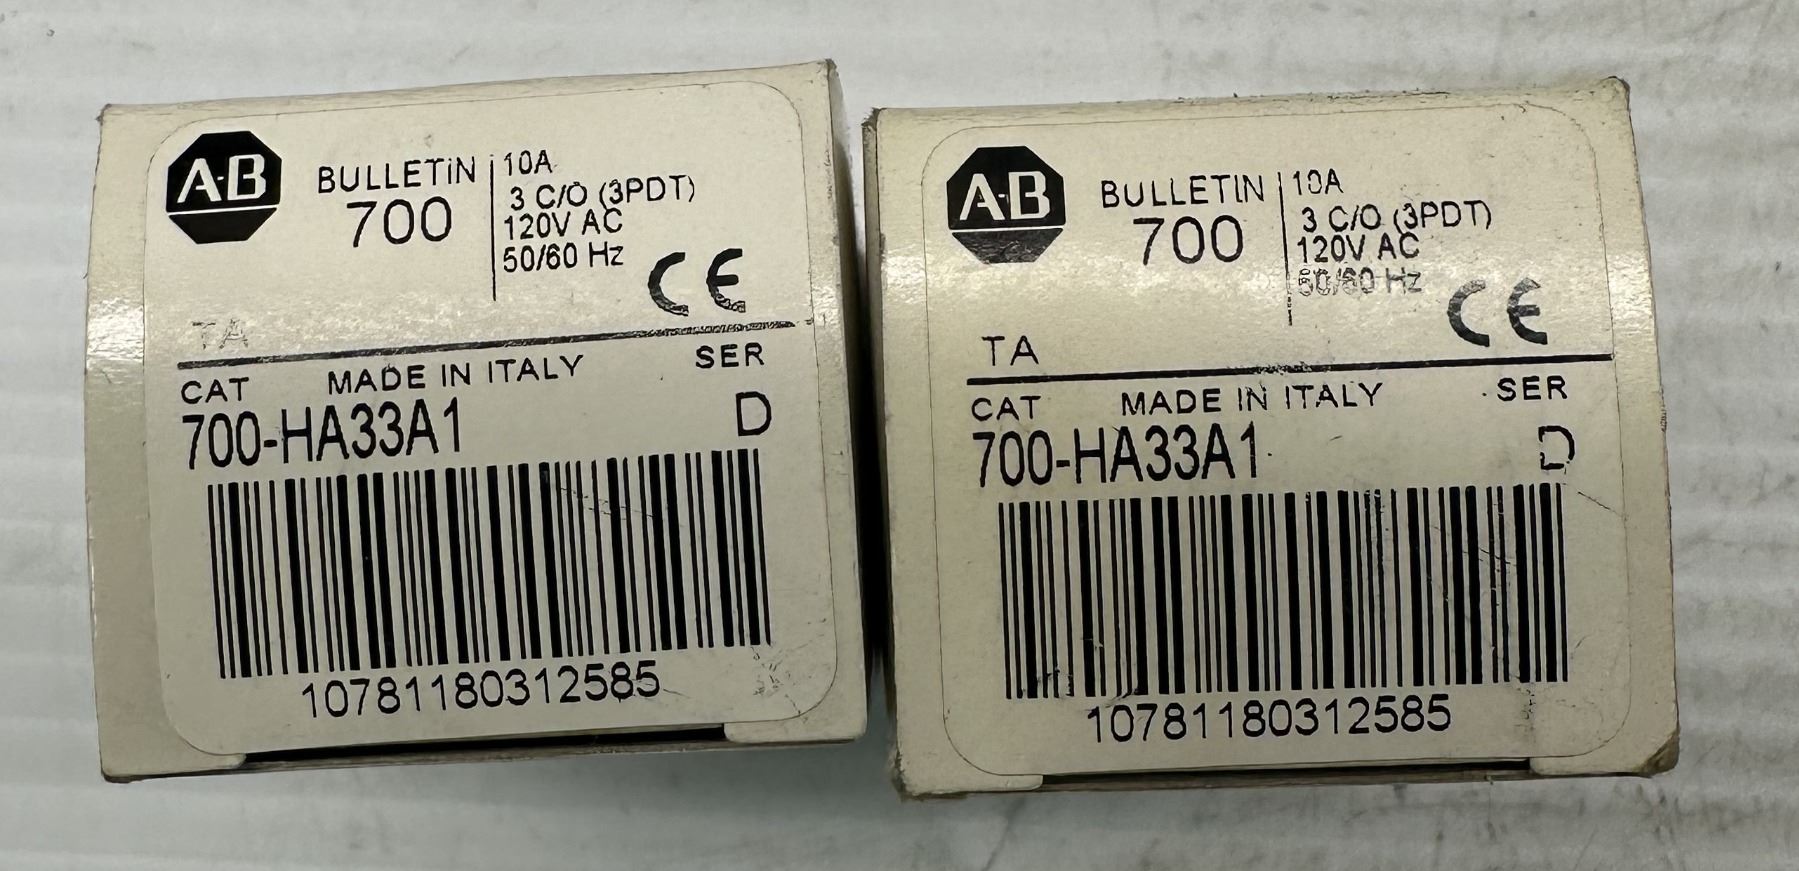 A-B
BULLETIN
700
10A
3 C/O (3PDT)
120V AC
50/60 Hz
CE
TA
CAT MADE IN ITALY SER
700-HA33A1 D
10781180312585
A-B
BULLETIN
700
10A
3 C/O (3PDT)
120V AC
50/60 Hz
CE
TA
CAT MADE IN ITALY SER
700-HA33A1 D
10781180312585